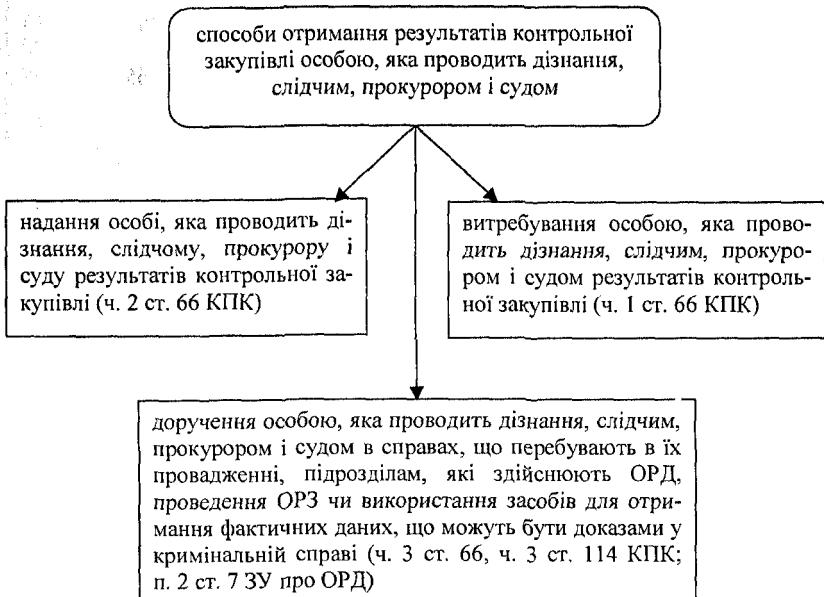 способи отримання результатів контрольної
закупівлі особою, яка проводить дізнання,
слідчим, прокурором і судом
надання особі, яка проводить ді-
знання, слідчому, прокурору і
суду результатів контрольної за-
купівлі (ч. 2 ст. 66 КПК)
витребування особою, яка прово-
дить дізнання, слідчим, прокуро-
ром і судом результатів контроль-
ної закупівлі (ч. 1 ст. 66 КПК)
доручення особою, яка проводить дізнання, слідчим,
прокурором і судом в справах, що перебувають в їх
провадженні, підрозділам, які здійснюють ОРД,
проведення ОРЗ чи використання засобів для отри-
мання фактичних даних, що можуть бути доказами у
кримінальній справі (ч. 3 ст. 66, ч. 3 ст. 114 КПК;
п. 2 ст. 7 ЗУ про ОРД)